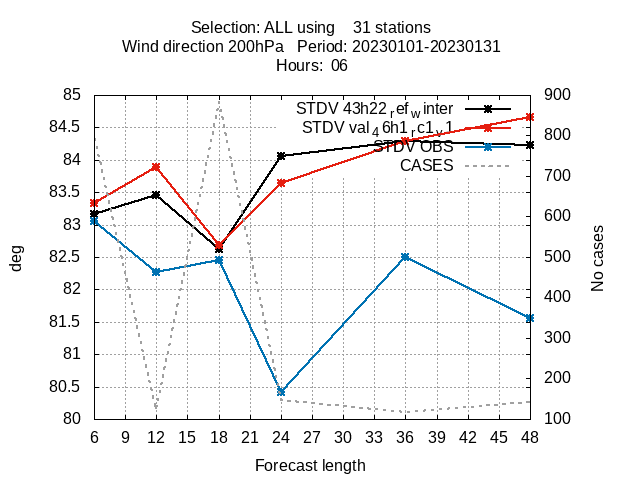 Selection: ALL using    31 stations
Wind direction 200hPa   Period: 20230101-20230131
Hours:  06
STDV 43h22ref winter
STDV val46h1rc1v1
STDV OBS
CASES
85
84.5
84
83.5
83
82.5
82
81.5
81
80.5
80
900
800
700
600
500
400
300
200
100
deg
No cases
6 9 12 15 18 21 24 27 30 33 36 39 42 45 48
Forecast length